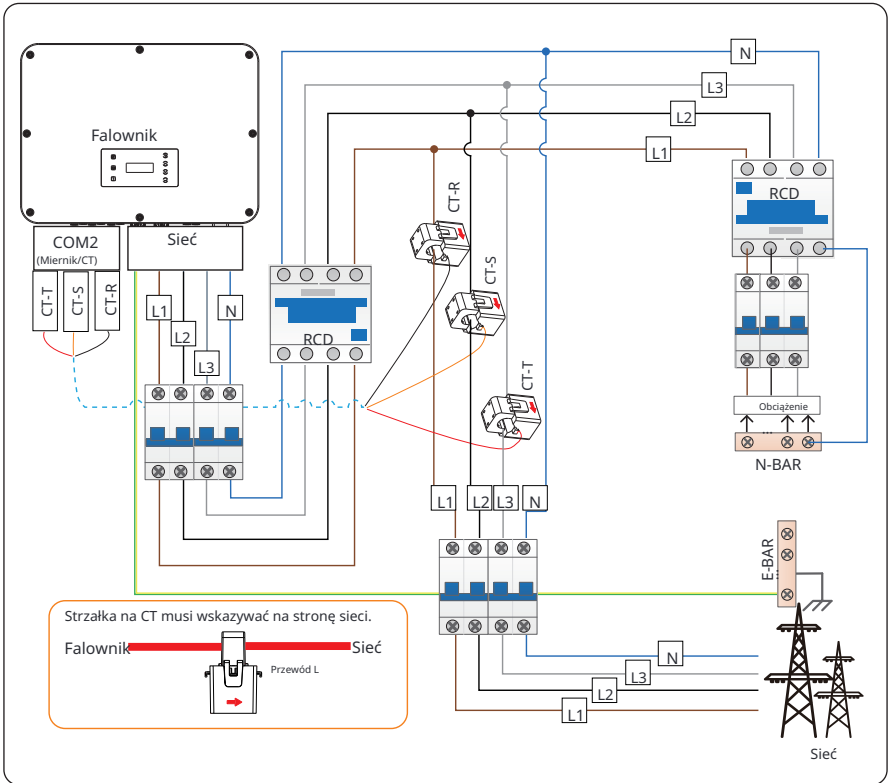 N
L3
L2
L1
Falownik
COM2
(Miernik/CT)
Sieć
CT-T
CT-S
CT-R
L1
L2
L3
N
RCD
CT-R
CT-S
CT-T
RCD
Obciążenie
...
N-BAR
L1
L2
L3
N
E-BAR
...
Strzałka na CT musi wskazywać na stronę sieci.
Falownik
Sieć
Przewód L
N
L3
L2
L1
Sieć